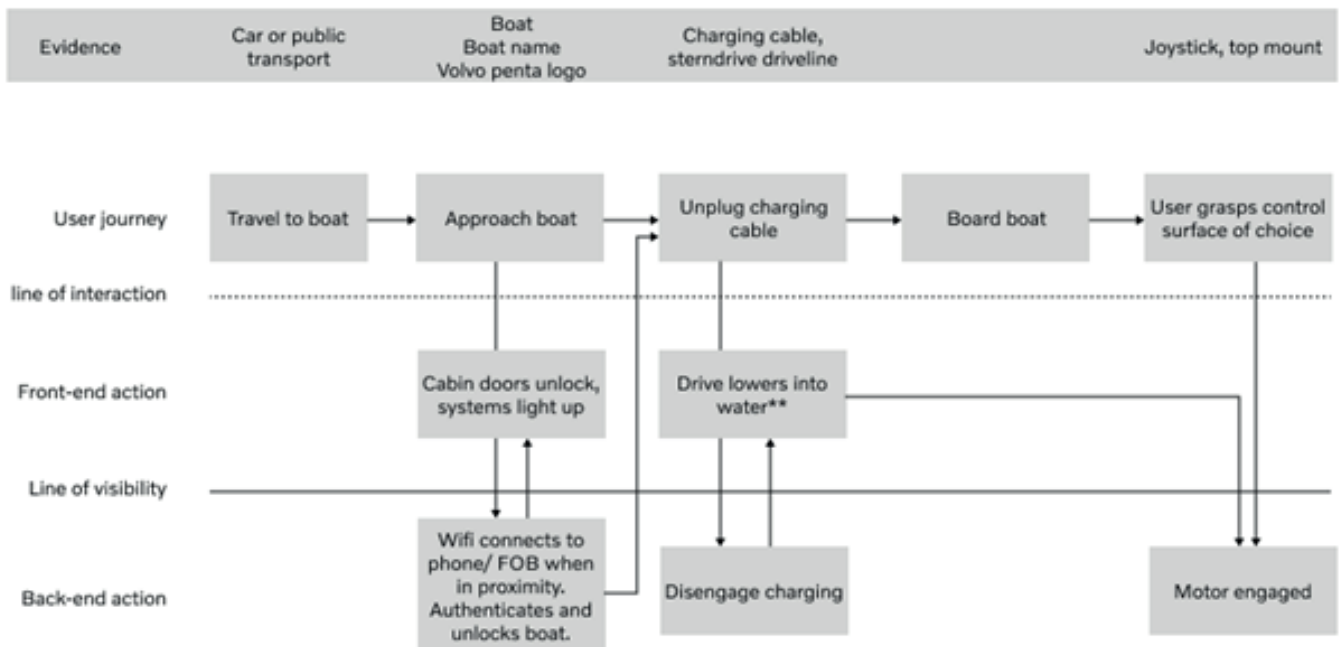 Evidence
Car or public
transport
Boat
Boat name
Volvo penta logo
Charging cable,
sterndrive driveline
Joystick, top mount
User journey
Travel to boat
Approach boat
Unplug charging
cable
Board boat
User grasps control
surface of choice
line of interaction
Front-end action
Cabin doors unlock,
systems light up
Drive lowers into
water**
Line of visibility
Back-end action
Wifi connects to
phone/ FOB when
in proximity.
Authenticates and
unlocks boat.
Disengage charging
Motor engaged